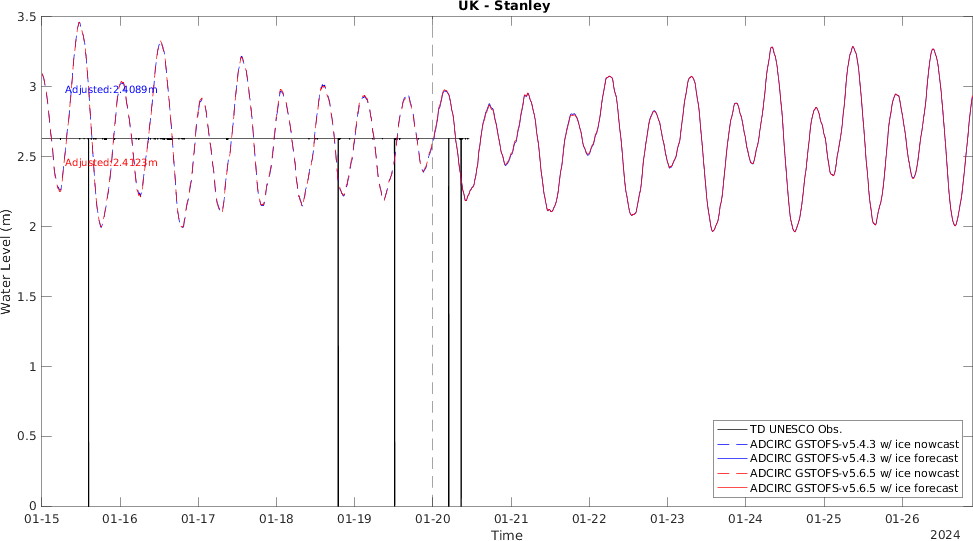 UK - Stanley
3.5
3
2.5
2
1.5
1
0.5
0
Water Level (m)
Adjusted:2.4089m
Adjusted:2.4123m
TD UNESCO Obs.
ADCIRC GSTOFS-v5.4.3 w/ ice nowcast
ADCIRC GSTOFS-v5.4.3 w/ ice forecast
ADCIRC GSTOFS-v5.6.5 w/ ice nowcast
ADCIRC GSTOFS-v5.6.5 w/ ice forecast
01-15 01-16 01-17 01-18 01-19 01-20 01-21 01-22 01-23 01-24 01-25 01-26
Time
2024